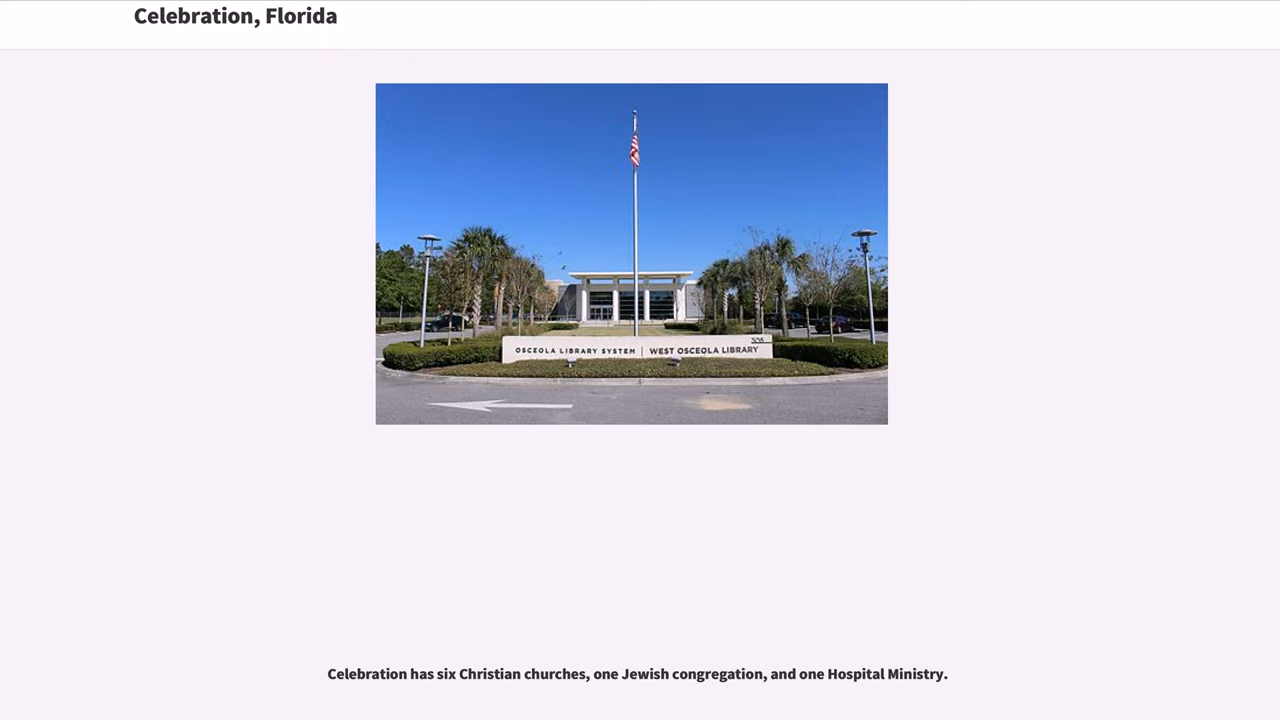 Celebration, Florida
308
OSCEOLA LIBRARY SYSTEM | WEST OSCEOLA LIBRARY
Celebration has six Christian churches, one Jewish congregation, and one Hospital Ministry.